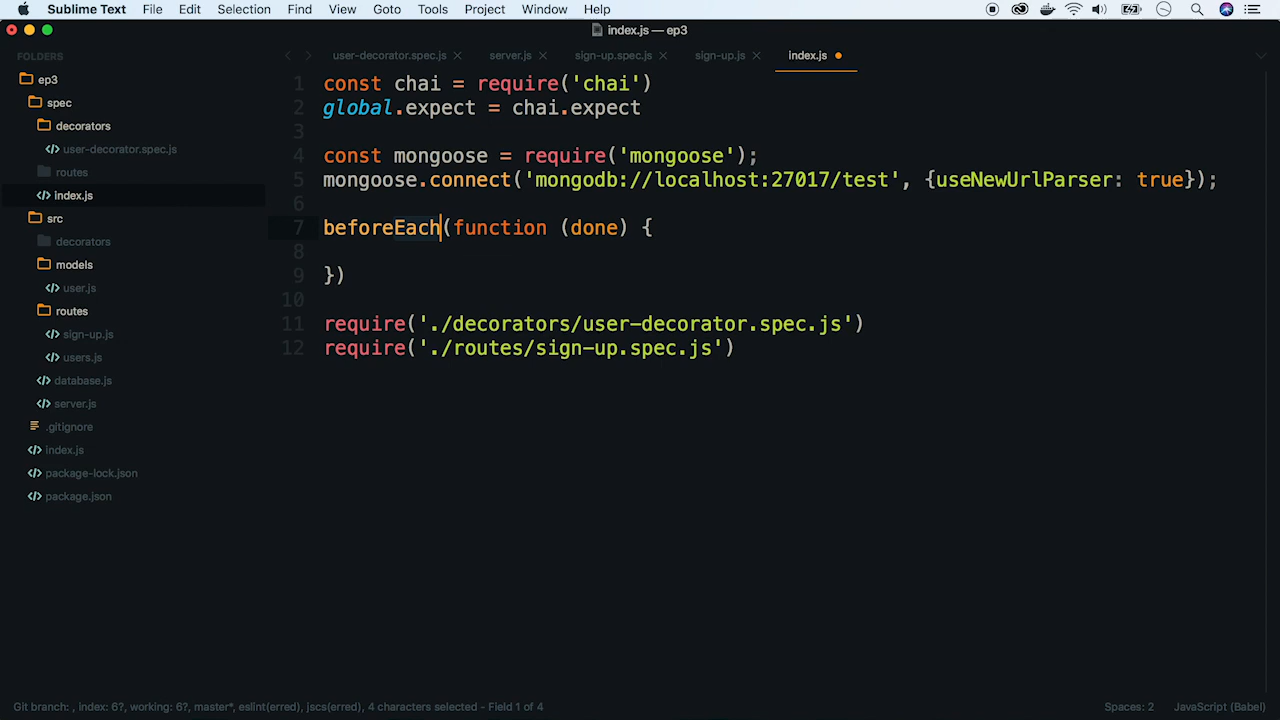 Sublime Text File Edit Selection Find View Goto Tools Project Window Help
index.js — ep3
FOLDERS
ep3
spec
decorators
user-decorator.spec.js
routes
index.js
src
decorators
models
user.js
routes
sign-up.js
users.js
database.js
server.js
.gitignore
index.js
package-lock.json
package.json
user-decorator.spec.js server.js sign-up.spec.js sign-up.js index.js
1 const chai = require('chai')
2 global.expect = chai.expect
3
4 const mongoose = require('mongoose');
5 mongoose.connect('mongodb://localhost:27017/test', {useNewUrlParser: true});
6
7 beforeEach(function (done) {
8
9 })
10
11 require('./decorators/user-decorator.spec.js')
12 require('./routes/sign-up.spec.js')
Git branch: , index: 6?, working: 6?, master*, eslint(erred), jscs(erred), 4 characters selected - Field 1 of 4
Spaces: 2 JavaScript (Babel)